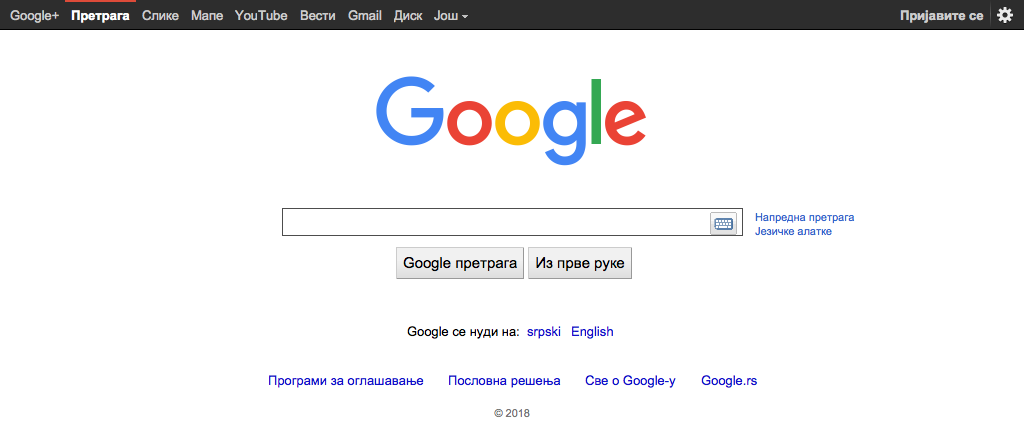 Google+ Претрага Слике Мапе YouTube Вести Gmail Диск Још Пријавите се
Google
Напредна претрага
Језичке алатке
Google претрага Из прве руке
Google се нуди на: srpski English
Програми за оглашавање Пословна решења Све о Google-у Google.rs
© 2018